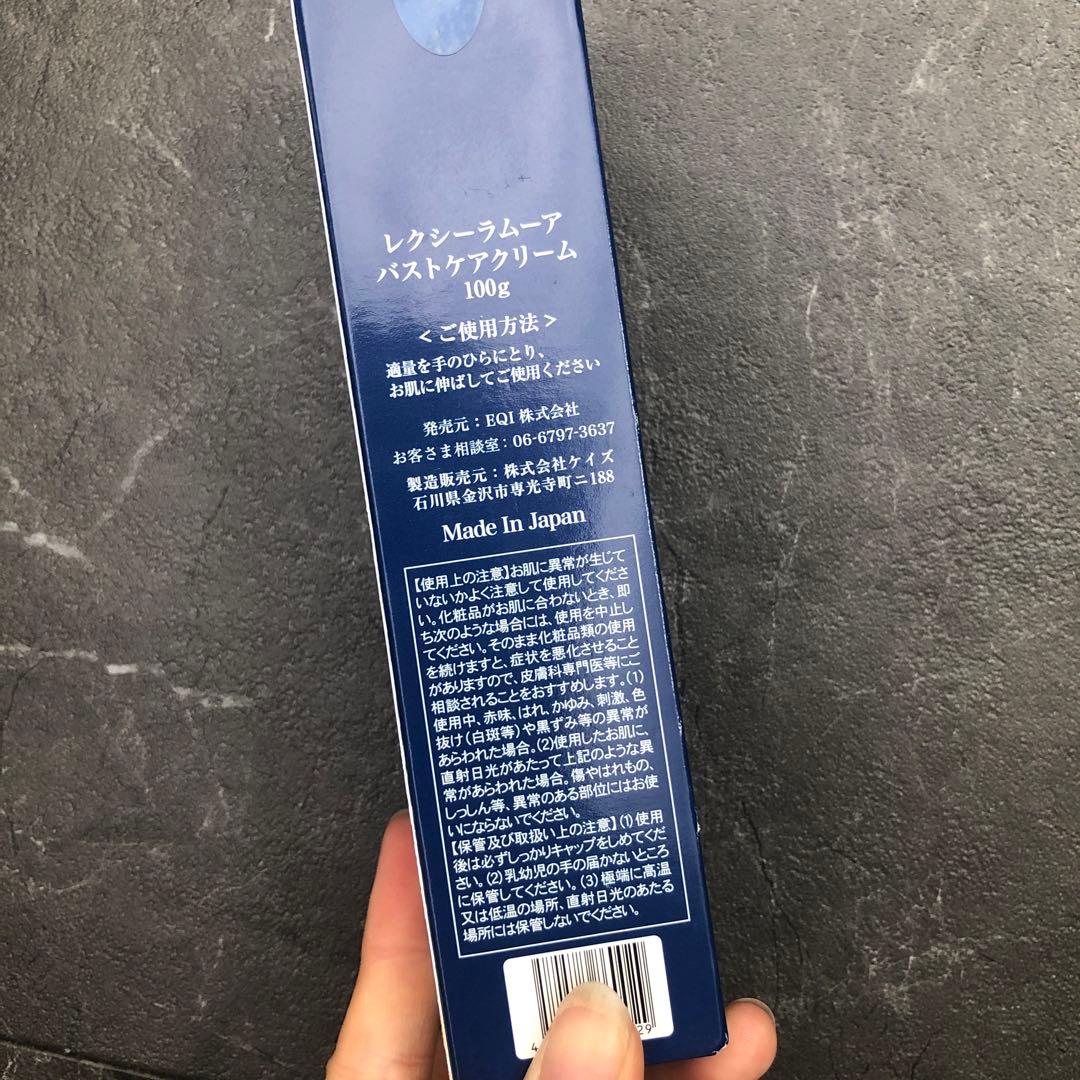 レクシーラムーア
バストケアクリーム
100g
<ご使用方法>
適量を手のひらにとり、
お肌に伸ばしてご使用ください
発売元：EQI 株式会社
お客さま相談室：06-6797-3637
製造販売元：株式会社ケイズ
石川県金沢市専光寺町ニ188
Made In Japan
【使用上の注意】お肌に異常が生じて
いないかよく注意して使用してくださ
い。化粧品がお肌に合わないとき、即
ち次のような場合には、使用を中止し
てください。そのまま化粧品類の使用
を続けますと、症状を悪化させること
がありますので、皮膚科専門医等にご
相談されることをおすすめします。(1)
使用中、赤味、はれ、かゆみ、刺激、色
抜け(白斑等)や黒ずみ等の異常が
あらわれた場合。(2)使用したお肌に、
直射日光があたって上記のような異
常があらわれた場合。傷やはれもの、
しっしん等、異常のある部位にはお使
いにならないでください。
【保管及び取扱い上の注意】(1)使用
後は必ずしっかりキャップをしめてくだ
さい。(2)乳幼児の手の届かないところ
に保管してください。(3)極端に高温
又は低温の場所、直射日光のあたる
場所には保管しないでください。
4
29